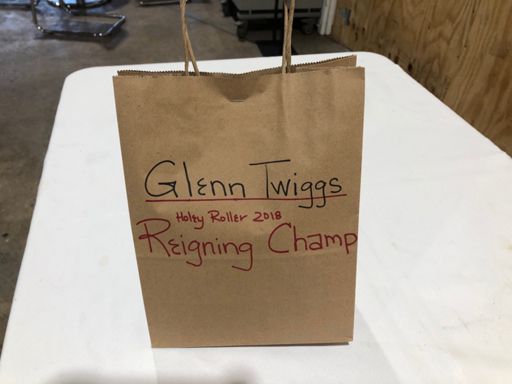 Glenn Twiggs
Holey Roller 2018
Reigning Champ